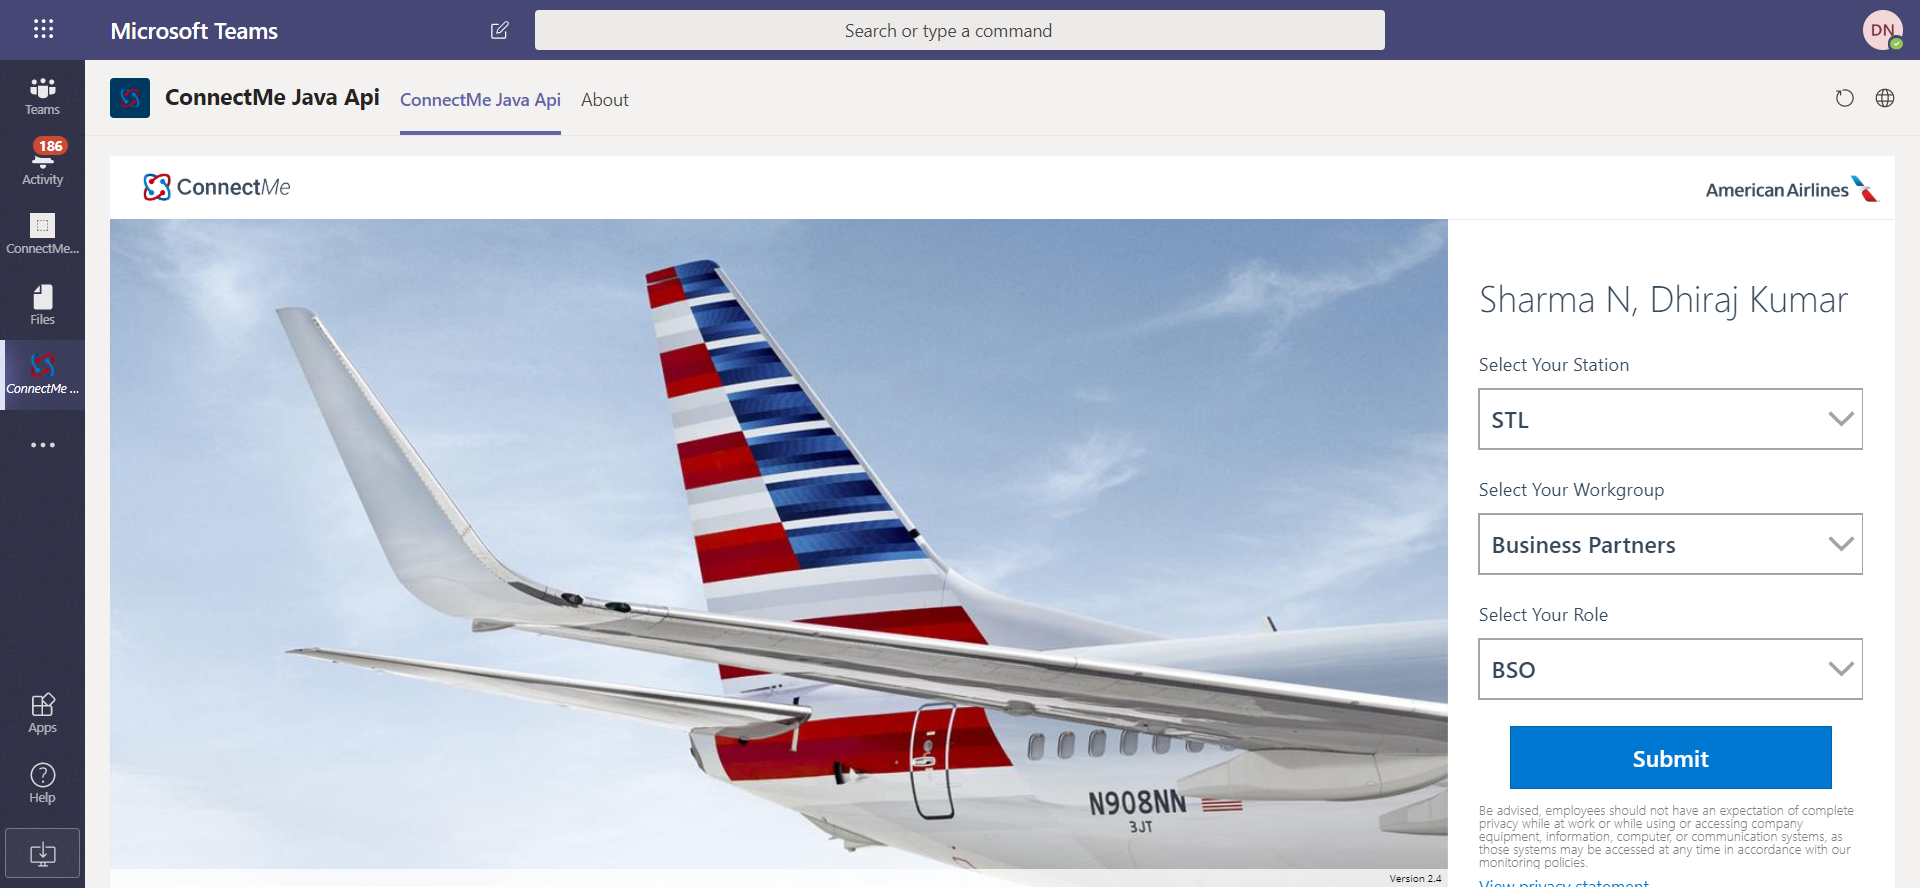 Microsoft Teams
Search or type a command
DN
Teams
186
Activity
ConnectMe...
Files
ConnectMe ...
Apps
Help
ConnectMe Java Api
ConnectMe Java Api
About
ConnectMe
American Airlines
N908NN
3JT
Version 2.4
Sharma N, Dhiraj Kumar
Select Your Station
STL
Select Your Workgroup
Business Partners
Select Your Role
BSO
Submit
Be advised, employees should not have an expectation of complete
privacy while at work or while using or accessing company
equipment, information, computer, or communication systems, as
those systems may be accessed at any time in accordance with our
monitoring policies.
View privacy statement